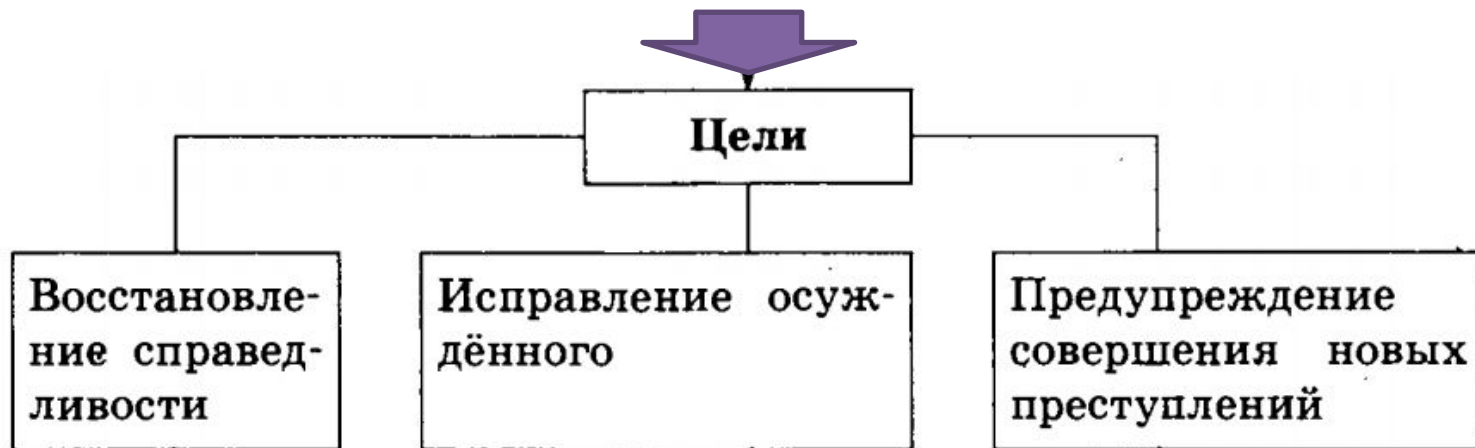 Цели
Восстановле-
ние справед-
ливости
Исправление осуж-
дённого
Предупреждение
совершения новых
преступлений